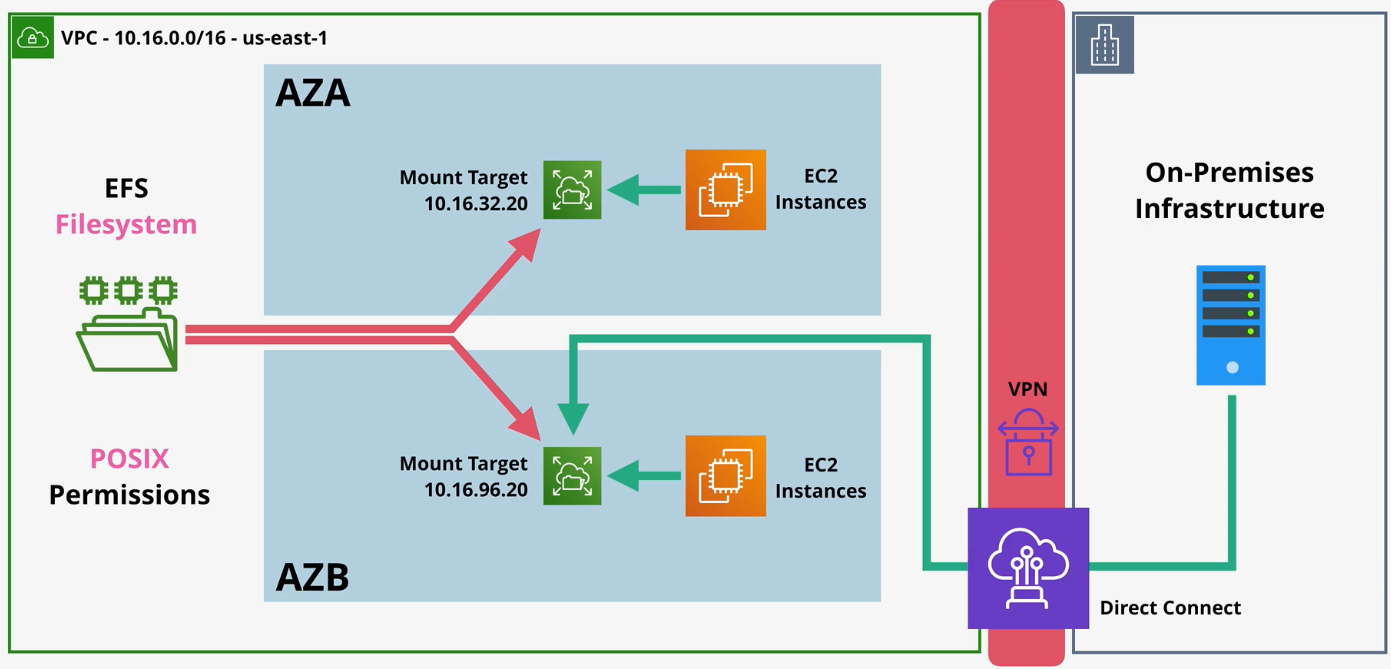 VPC - 10.16.0.0/16 - us-east-1
AZA
EFS
Filesystem
Mount Target
10.16.32.20
EC2
Instances
On-Premises
Infrastructure
VPN
POSIX
Permissions
Mount Target
10.16.96.20
EC2
Instances
AZB
Direct Connect